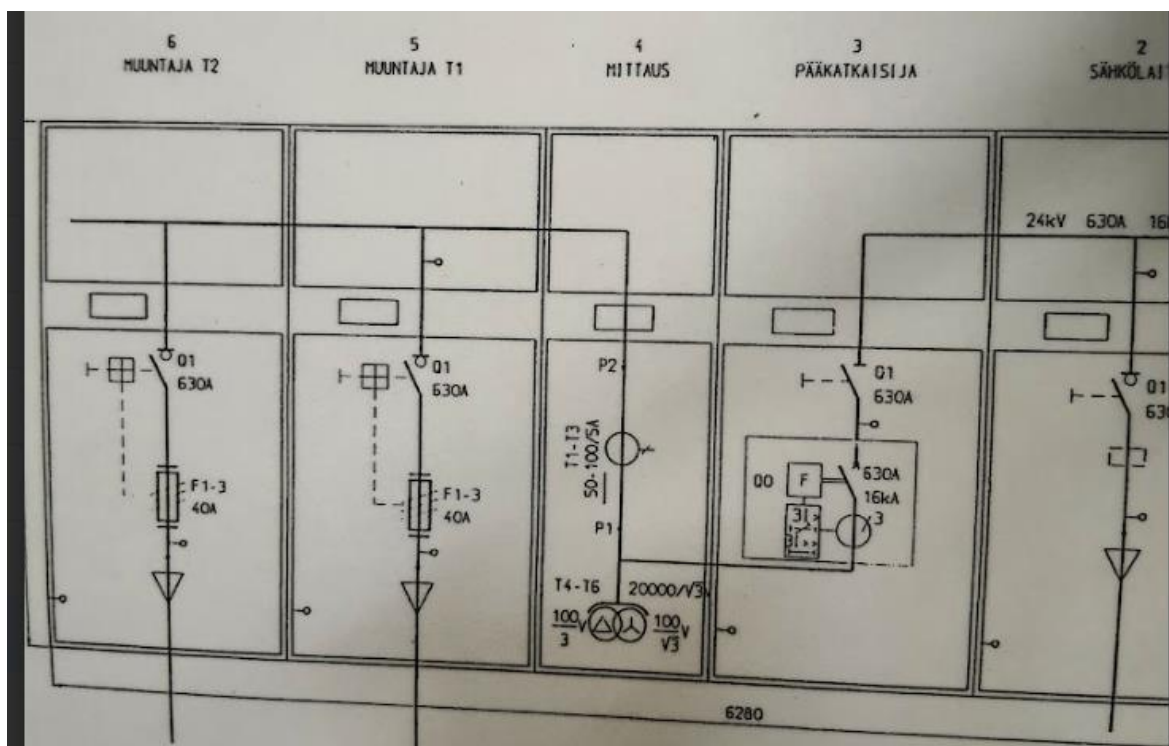 6
MUUNTAJA T2
5
MUUNTAJA T1
4
MITTAUS
3
PÄÄKATKAISIJA
2
24kV 630A
Q1
630A
F1-3
40A
Q1
630A
F1-3
40A
P2
T1-T3
50-100/5A
P1
T4-T6 20000/√3
100
3
V
100
√3
V
Q1
630A
Q0
F
630A
16kA
3
3I>
3I>>
Q1
6280